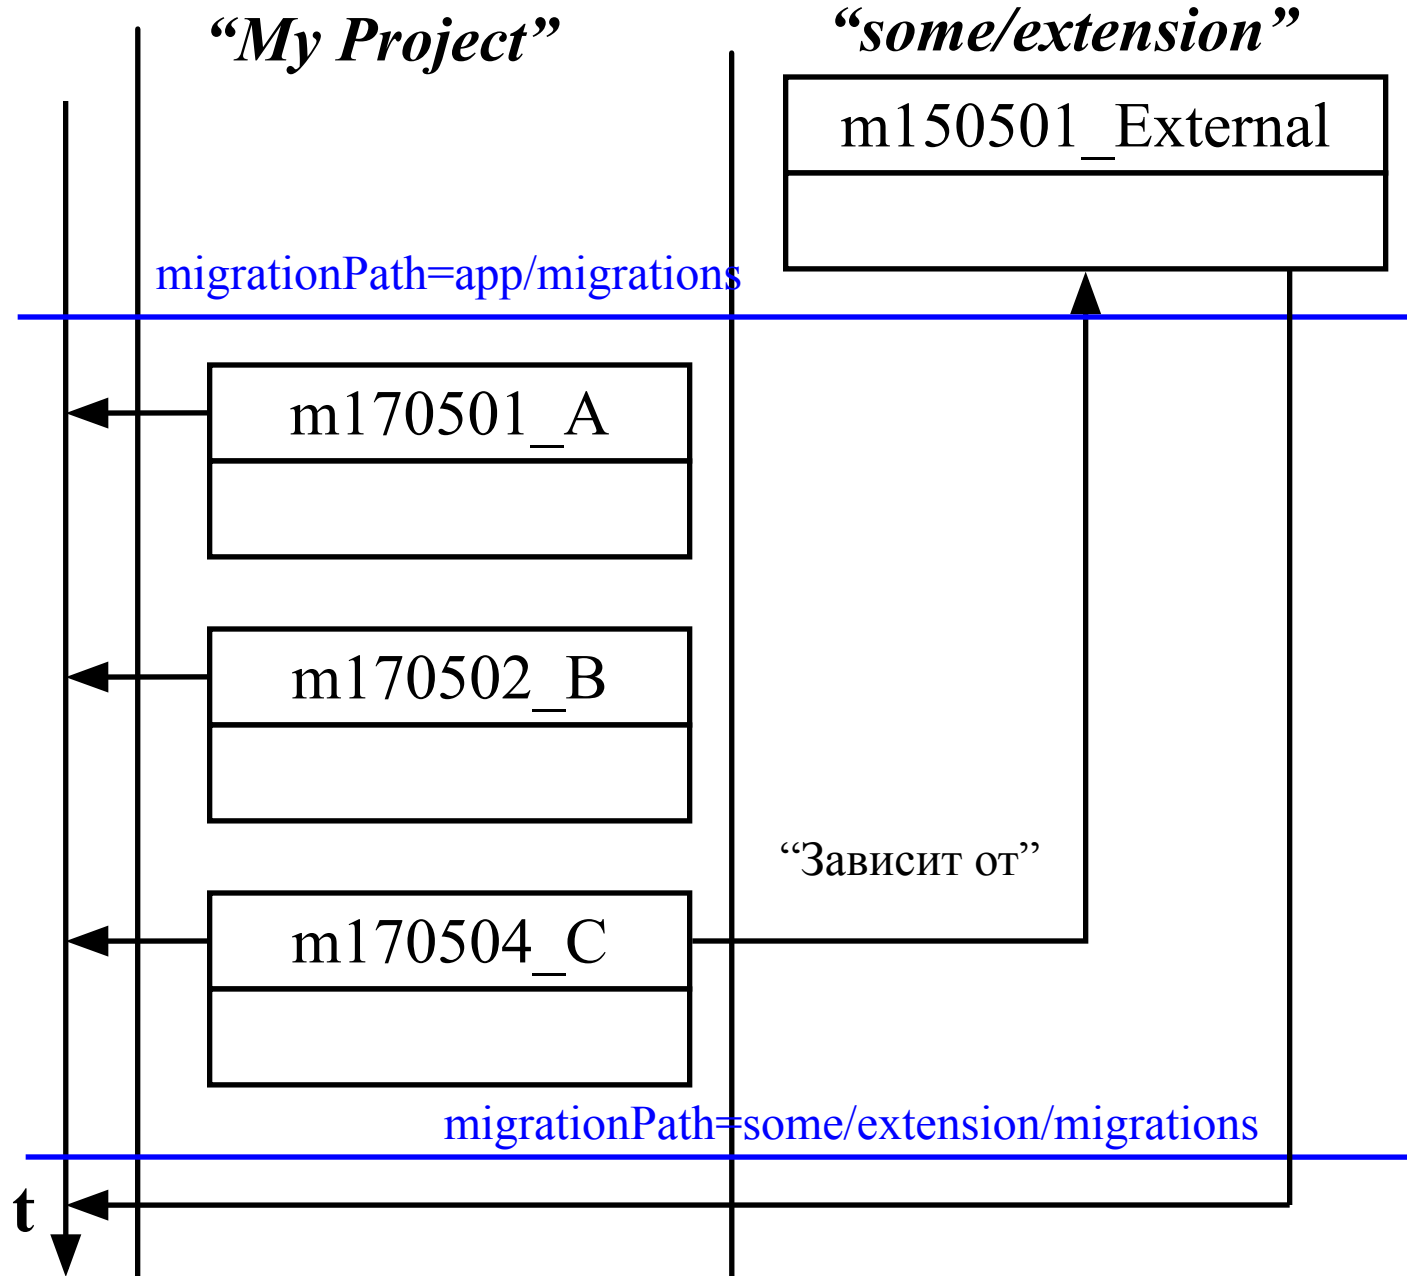 “My Project”
“some/extension”
m150501_External
migrationPath=app/migrations
m170501_A
m170502_B
“Зависит от”
m170504_C
migrationPath=some/extension/migrations
t